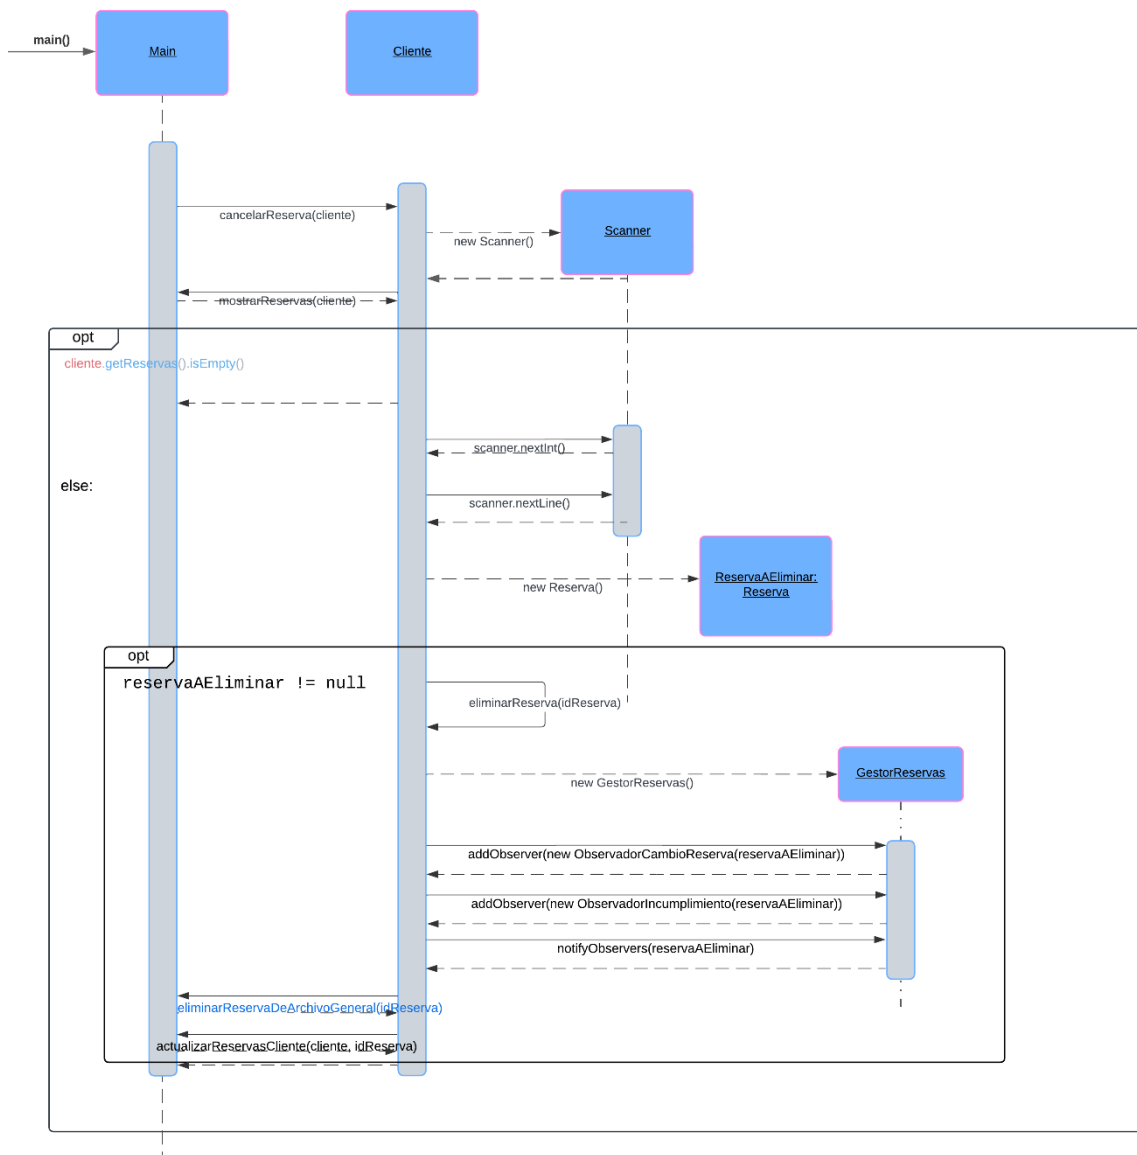 main()
Main
Cliente
cancelarReserva(cliente)
new Scanner()
Scanner
mostrarReservas(cliente)
opt
cliente.getReservas().isEmpty()
scanner.nextInt()
else:
scanner.nextLine()
ReservaAEliminar:
Reserva
new Reserva()
opt
reservaAEliminar != null
eliminarReserva(idReserva)
GestorReservas
new GestorReservas()
addObserver(new ObservadorCambioReserva(reservaAEliminar))
addObserver(new ObservadorIncumplimiento(reservaAEliminar))
notifyObservers(reservaAEliminar)
eliminarReservaDeArchivoGeneral(idReserva)
actualizarReservasCliente(cliente, idReserva)